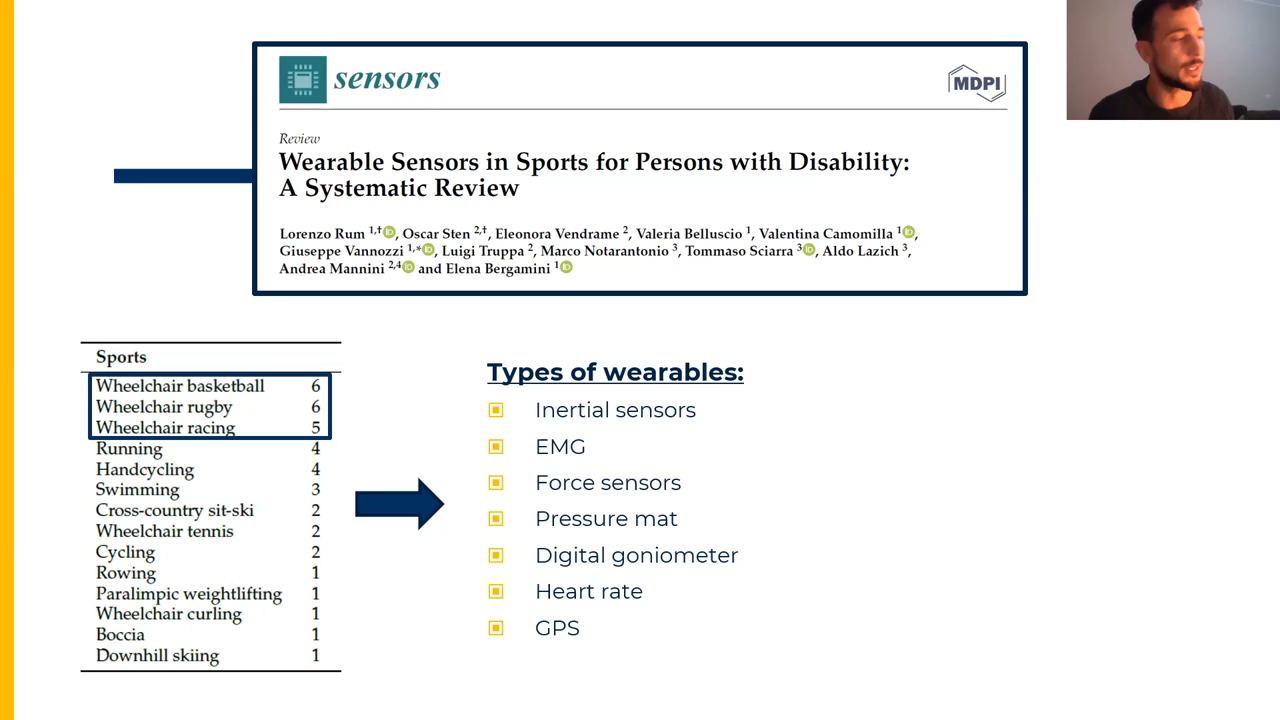 sensors
MDPI
Review
Wearable Sensors in Sports for Persons with Disability:
A Systematic Review
Lorenzo Rum 1,†, Oscar Sten 2,†, Eleonora Vendrame 2, Valeria Belluscio 1, Valentina Camomilla 1,
Giuseppe Vannozzi 1,*, Luigi Truppa 2, Marco Notarantonio 3, Tommaso Sciarra 3, Aldo Lazich 3,
Andrea Mannini 2,4 and Elena Bergamini 1
Sports
Wheelchair basketball 6
Wheelchair rugby 6
Wheelchair racing 5
Running 4
Handcycling 4
Swimming 3
Cross-country sit-ski 2
Wheelchair tennis 2
Cycling 2
Rowing 1
Paralimpic weightlifting 1
Wheelchair curling 1
Boccia 1
Downhill skiing 1
Types of wearables:
Inertial sensors
EMG
Force sensors
Pressure mat
Digital goniometer
Heart rate
GPS